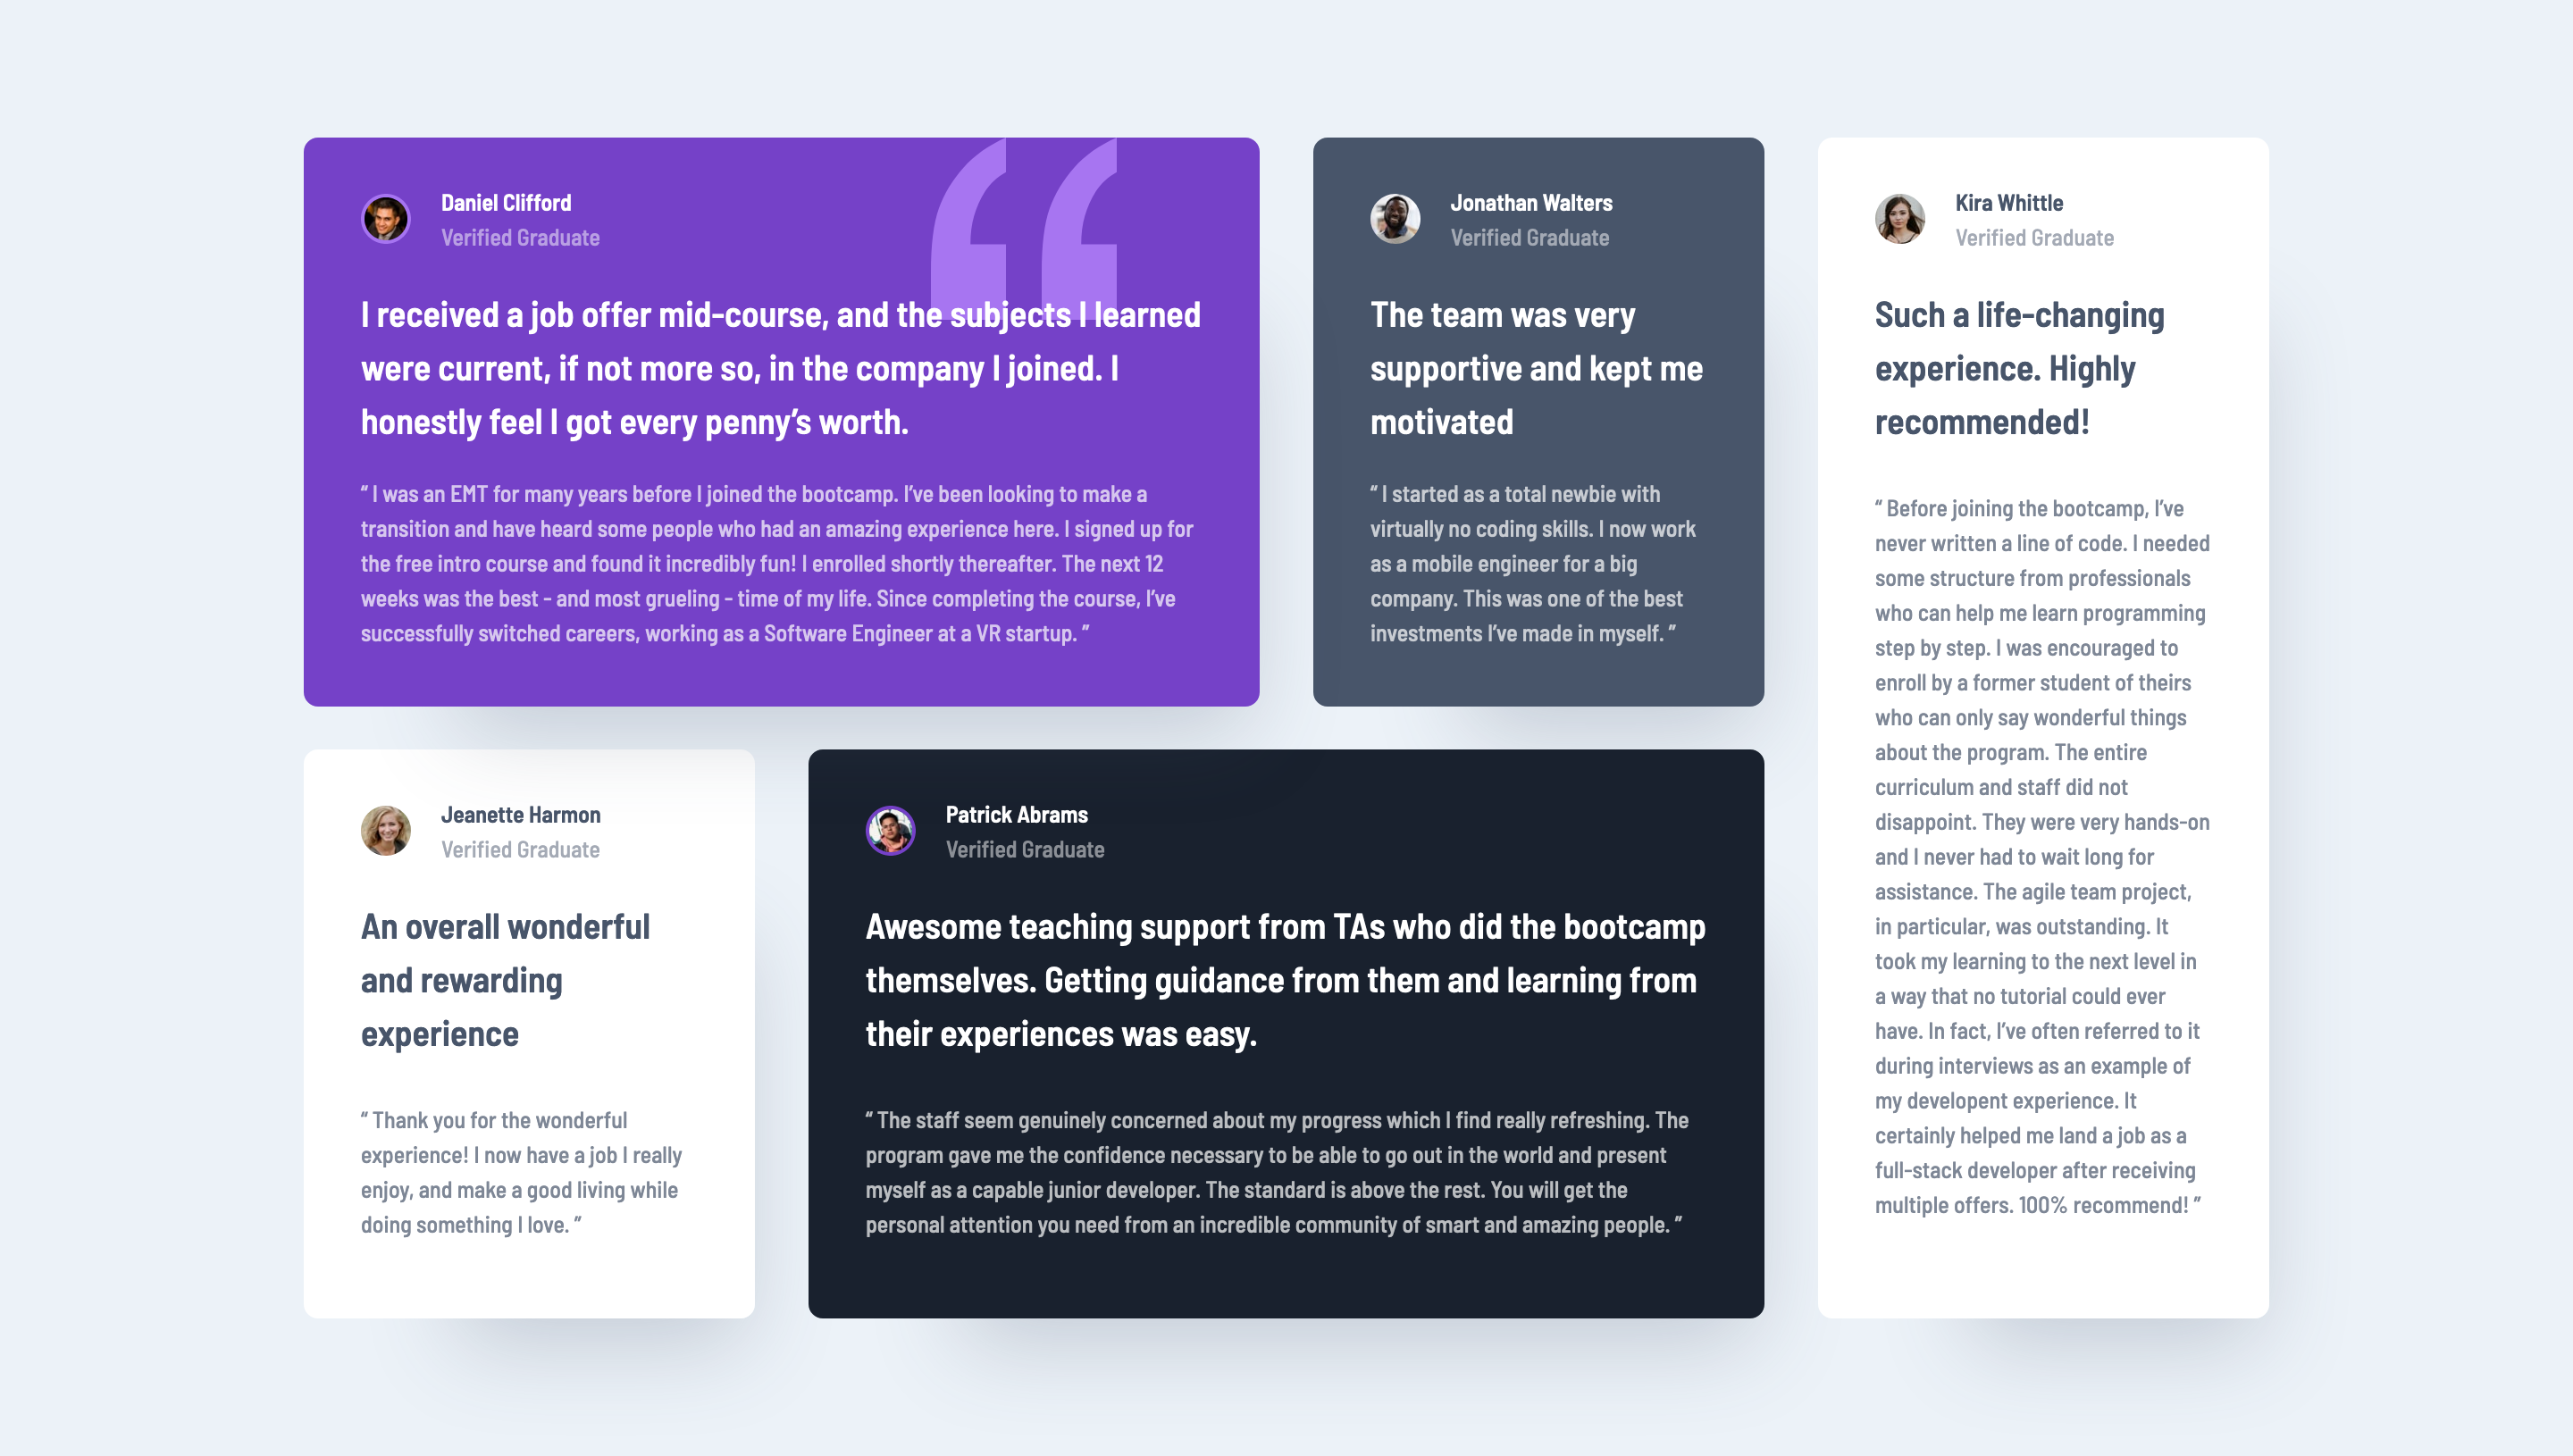 Daniel Clifford
Verified Graduate
I received a job offer mid-course, and the subjects I learned
were current, if not more so, in the company I joined. I
honestly feel I got every penny’s worth.
“ I was an EMT for many years before I joined the bootcamp. I’ve been looking to make a
transition and have heard some people who had an amazing experience here. I signed up for
the free intro course and found it incredibly fun! I enrolled shortly thereafter. The next 12
weeks was the best - and most grueling - time of my life. Since completing the course, I’ve
successfully switched careers, working as a Software Engineer at a VR startup. ”
Jonathan Walters
Verified Graduate
The team was very
supportive and kept me
motivated
“ I started as a total newbie with
virtually no coding skills. I now work
as a mobile engineer for a big
company. This was one of the best
investments I’ve made in myself. ”
Kira Whittle
Verified Graduate
Such a life-changing
experience. Highly
recommended!
“ Before joining the bootcamp, I’ve
never written a line of code. I needed
some structure from professionals
who can help me learn programming
step by step. I was encouraged to
enroll by a former student of theirs
who can only say wonderful things
about the program. The entire
curriculum and staff did not
disappoint. They were very hands-on
and I never had to wait long for
assistance. The agile team project,
in particular, was outstanding. It
took my learning to the next level in
a way that no tutorial could ever
have. In fact, I’ve often referred to it
during interviews as an example of
my developent experience. It
certainly helped me land a job as a
full-stack developer after receiving
multiple offers. 100% recommend! ”
Jeanette Harmon
Verified Graduate
An overall wonderful
and rewarding
experience
“ Thank you for the wonderful
experience! I now have a job I really
enjoy, and make a good living while
doing something I love. ”
Patrick Abrams
Verified Graduate
Awesome teaching support from TAs who did the bootcamp
themselves. Getting guidance from them and learning from
their experiences was easy.
“ The staff seem genuinely concerned about my progress which I find really refreshing. The
program gave me the confidence necessary to be able to go out in the world and present
myself as a capable junior developer. The standard is above the rest. You will get the
personal attention you need from an incredible community of smart and amazing people. ”